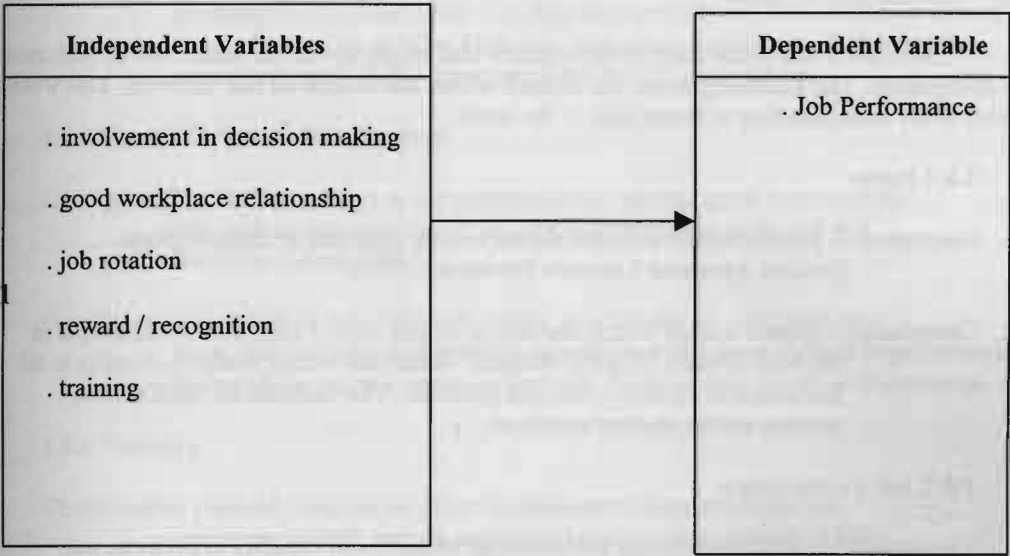 Independent Variables
. involvement in decision making
. good workplace relationship
. job rotation
. reward / recognition
. training
Dependent Variable
. Job Performance